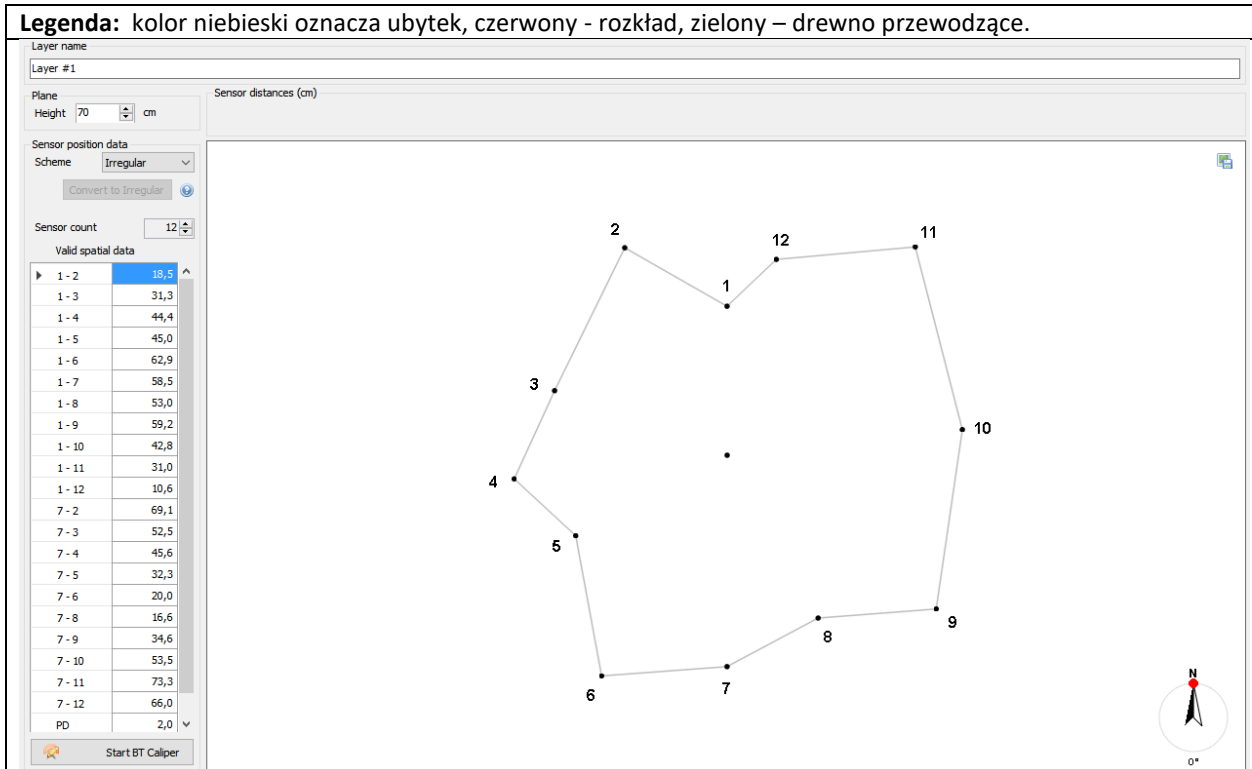 Legenda: kolor niebieski oznacza ubytek, czerwony - rozkład, zielony – drewno przewodzące.
Layer name
Layer #1
Plane
Height 70 cm
Sensor distances (cm)
Sensor position data
Scheme Irregular
Convert to Irregular
Sensor count 12
Valid spatial data
1 - 2 18,5
1 - 3 31,3
1 - 4 44,4
1 - 5 45,0
1 - 6 62,9
1 - 7 58,5
1 - 8 53,0
1 - 9 59,2
1 - 10 42,8
1 - 11 31,0
1 - 12 10,6
7 - 2 69,1
7 - 3 52,5
7 - 4 45,6
7 - 5 32,3
7 - 6 20,0
7 - 8 16,6
7 - 9 34,6
7 - 10 53,5
7 - 11 73,3
7 - 12 66,0
PD 2,0
Start BT Caliper
2
12
11
1
3
10
4
5
9
8
6
7
N
0°